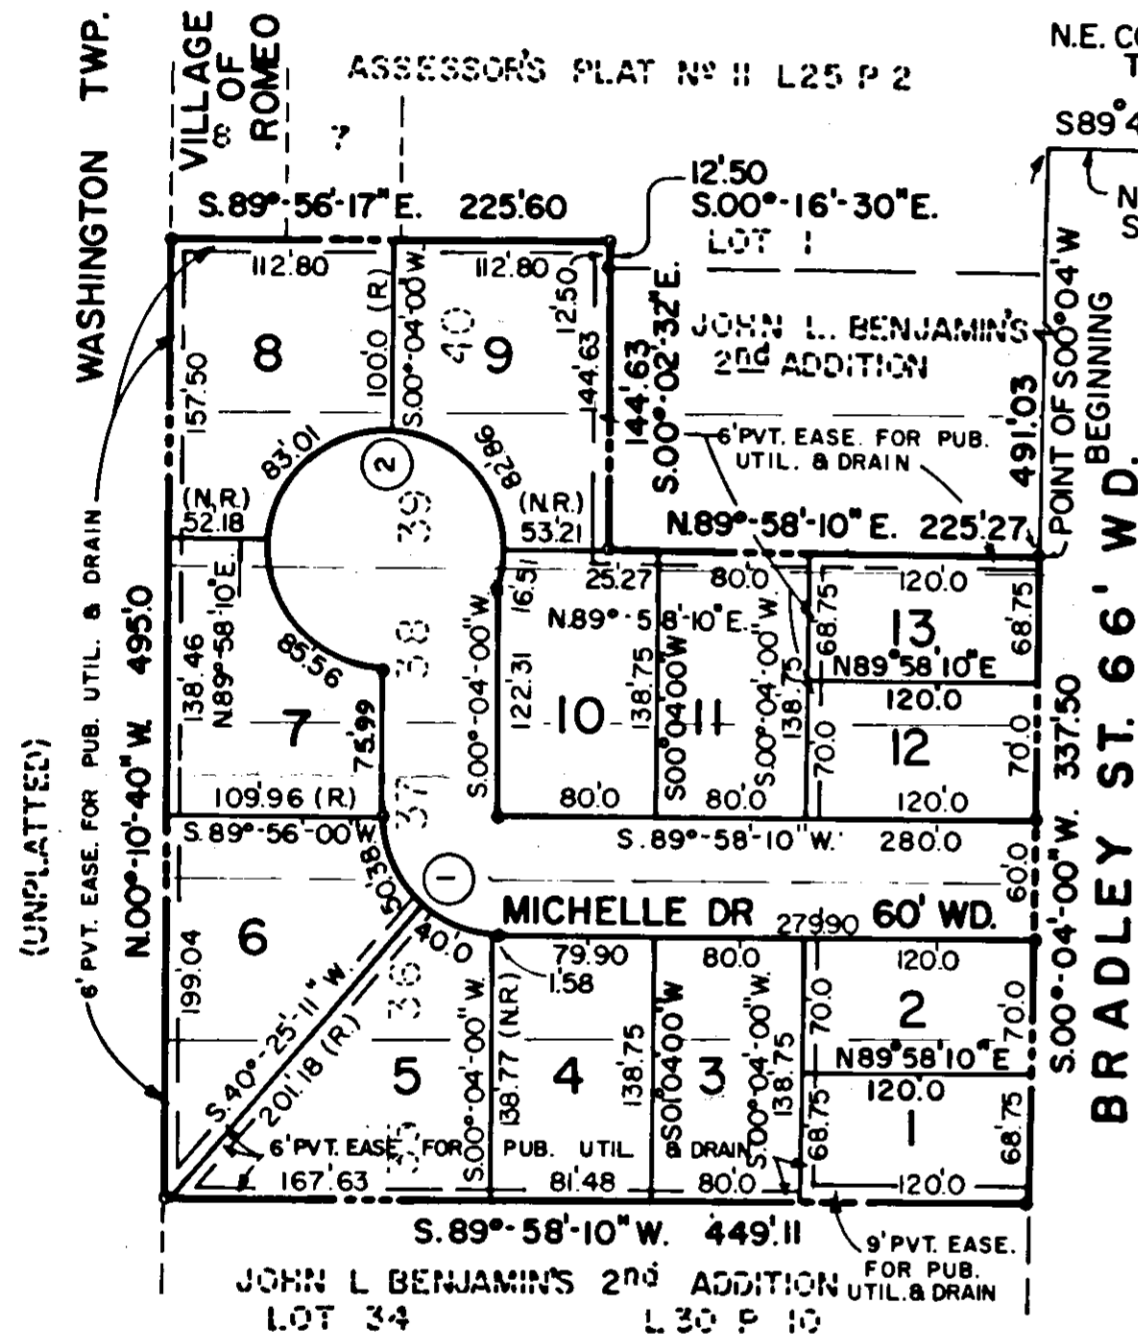 WASHINGTON TWP.
VILLAGE
OF
ROMEO
8
7
ASSESSOR'S PLAT Nº 11 L25 P 2
N.E. CO
T
S89°4
N
S
S.89°-56'-17"E. 225'.60
12'.50
S.00°-16'-30"E.
LOT 1
112'.80
112'.80
100'.0 (R.)
S.00°-04'-00"W.
12'.50
144'.63
144'.63
S.00°-02'-32"E.
JOHN L. BENJAMIN'S
2nd ADDITION
6' PVT. EASE. FOR PUB.
UTIL. & DRAIN
491'.03
POINT OF
BEGINNING
S00°04'W
8
40
9
157'.50
83'.01
2
82'.86
39
(N.R.)
52'.18
(N.R.)
53'.21
N.89°-58'-10"E. 225'.27
25'.27
80'.0
120'.0
16'.51
N.89°-58'-10"E.
68'.75
13
68'.75
N89°58'10"E
120'.0
N.00°-10'-40"W. 495'.0
(UNPLATTED)
6' PVT. EASE. FOR PUB. UTIL. & DRAIN
N89°58'10"E.
138'.46
85'.56
38
S.00°-04'-00"W.
122'.31
10
138'.75
S00°04'00"W
11
S.00°-04'-00"W.
138'.75
70'.0
12
70'.0
7
75'.99
37
109'.96 (R.)
80'.0
80'.0
120'.0
S.89°-56'-00"W.
S.89°-58'-10"W. 280'.0
60'.0
S.00°-04'-00"W. 337'.50
BRADLEY ST. 66' WD.
50'.38
1
MICHELLE DR 60' WD.
279'.90
6
40'.0
79'.90
80'.0
120'.0
1'.58
199'.04
36
S.40°-25'-11"W.
201'.18 (R.)
S.00°-04'-00"W.
138'.77 (N.R.)
138'.75
S01°04'00"W
S.00°-04'-00"W.
138'.75
70'.0
2
70'.0
N89°58'10"E
120'.0
5
4
3
68'.75
1
68'.75
35
6' PVT. EASE. FOR PUB. UTIL & DRAIN
167'.63
81'.48
80'.0
120'.0
S.89°-58'-10"W. 449'.11
9' PVT. EASE.
FOR PUB.
UTIL. & DRAIN
JOHN L BENJAMIN'S 2nd ADDITION
LOT 34 L 30 P 10